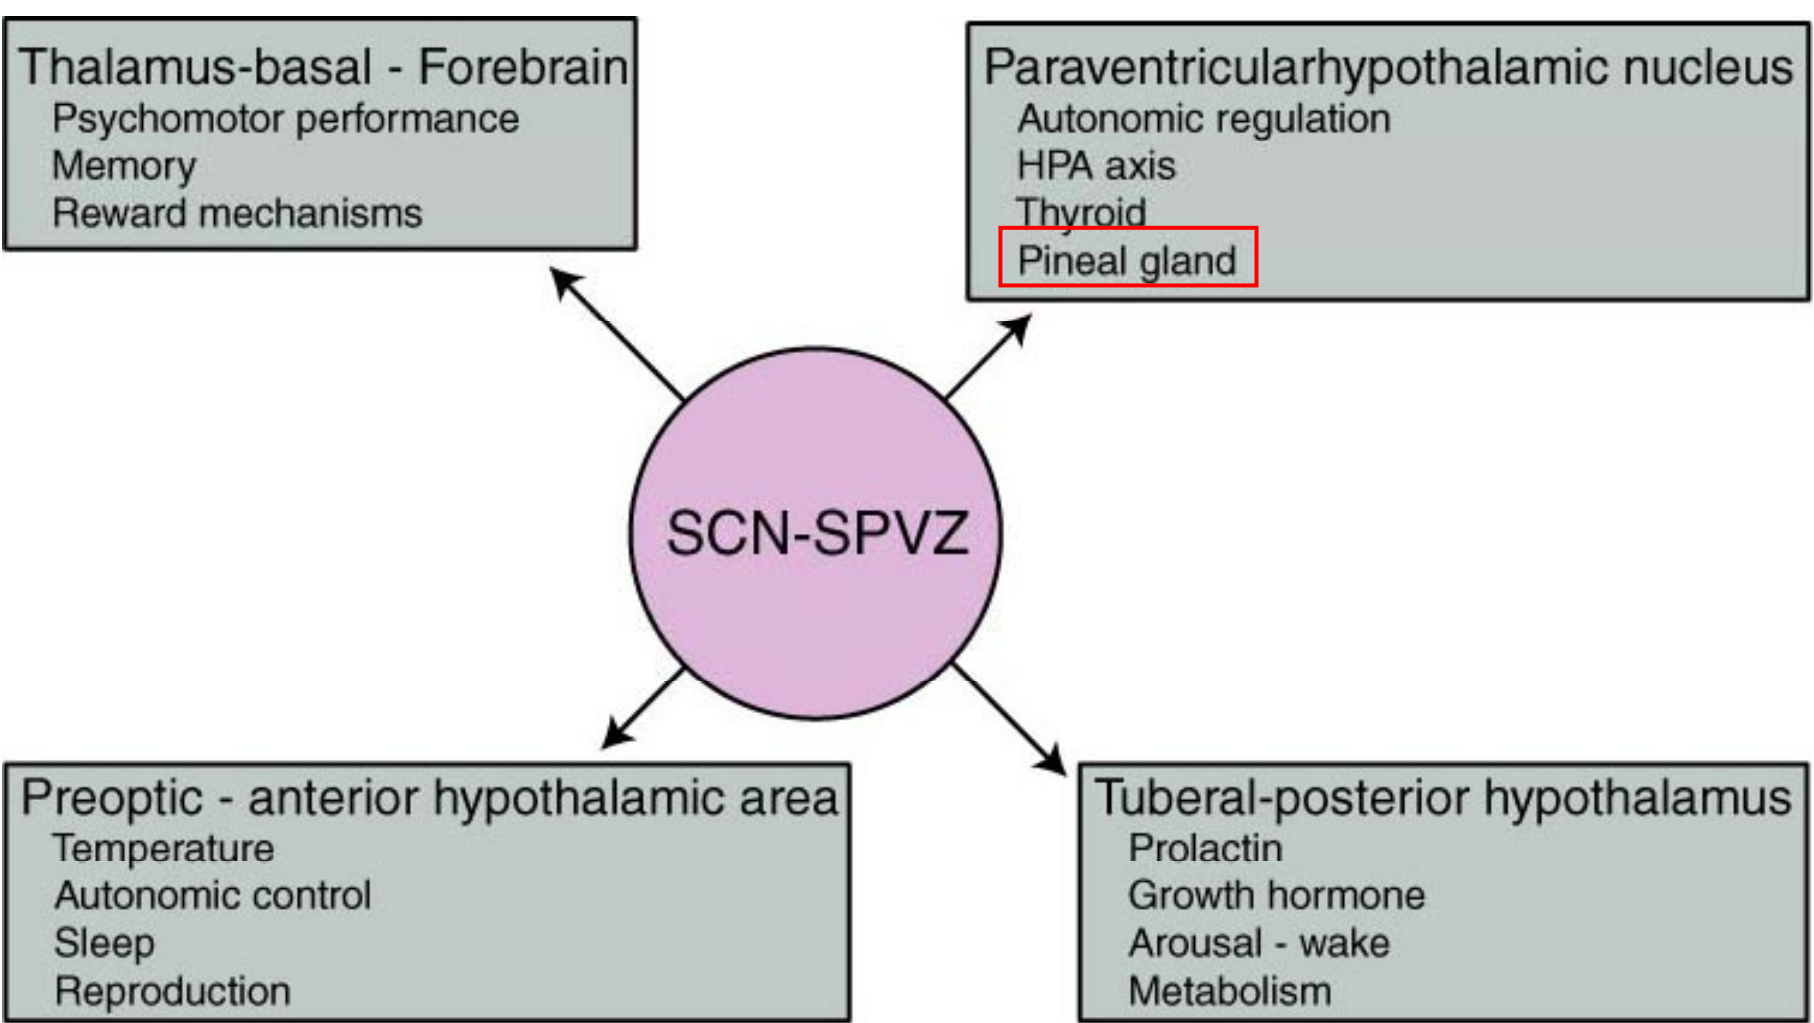 Thalamus-basal - Forebrain
Psychomotor performance
Memory
Reward mechanisms
Paraventricularhypothalamic nucleus
Autonomic regulation
HPA axis
Thyroid
Pineal gland
SCN-SPVZ
Preoptic - anterior hypothalamic area
Temperature
Autonomic control
Sleep
Reproduction
Tuberal-posterior hypothalamus
Prolactin
Growth hormone
Arousal - wake
Metabolism